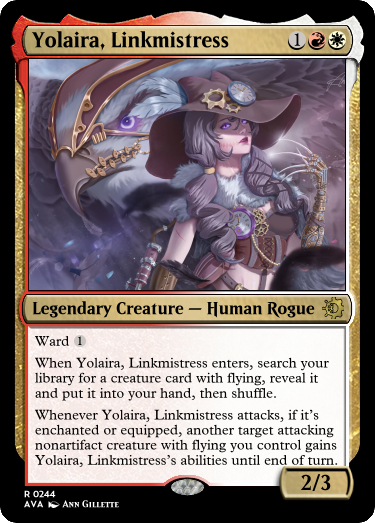 Yolaira, Linkmistress 1
Legendary Creature — Human Rogue
Ward 1
When Yolaira, Linkmistress enters, search your
library for a creature card with flying, reveal it
and put it into your hand, then shuffle.
Whenever Yolaira, Linkmistress attacks, if it's
enchanted or equipped, another target attacking
nonartifact creature with flying you control gains
Yolaira, Linkmistress's abilities until end of turn.
2/3
R 0244
AVA ANN GILLETTE